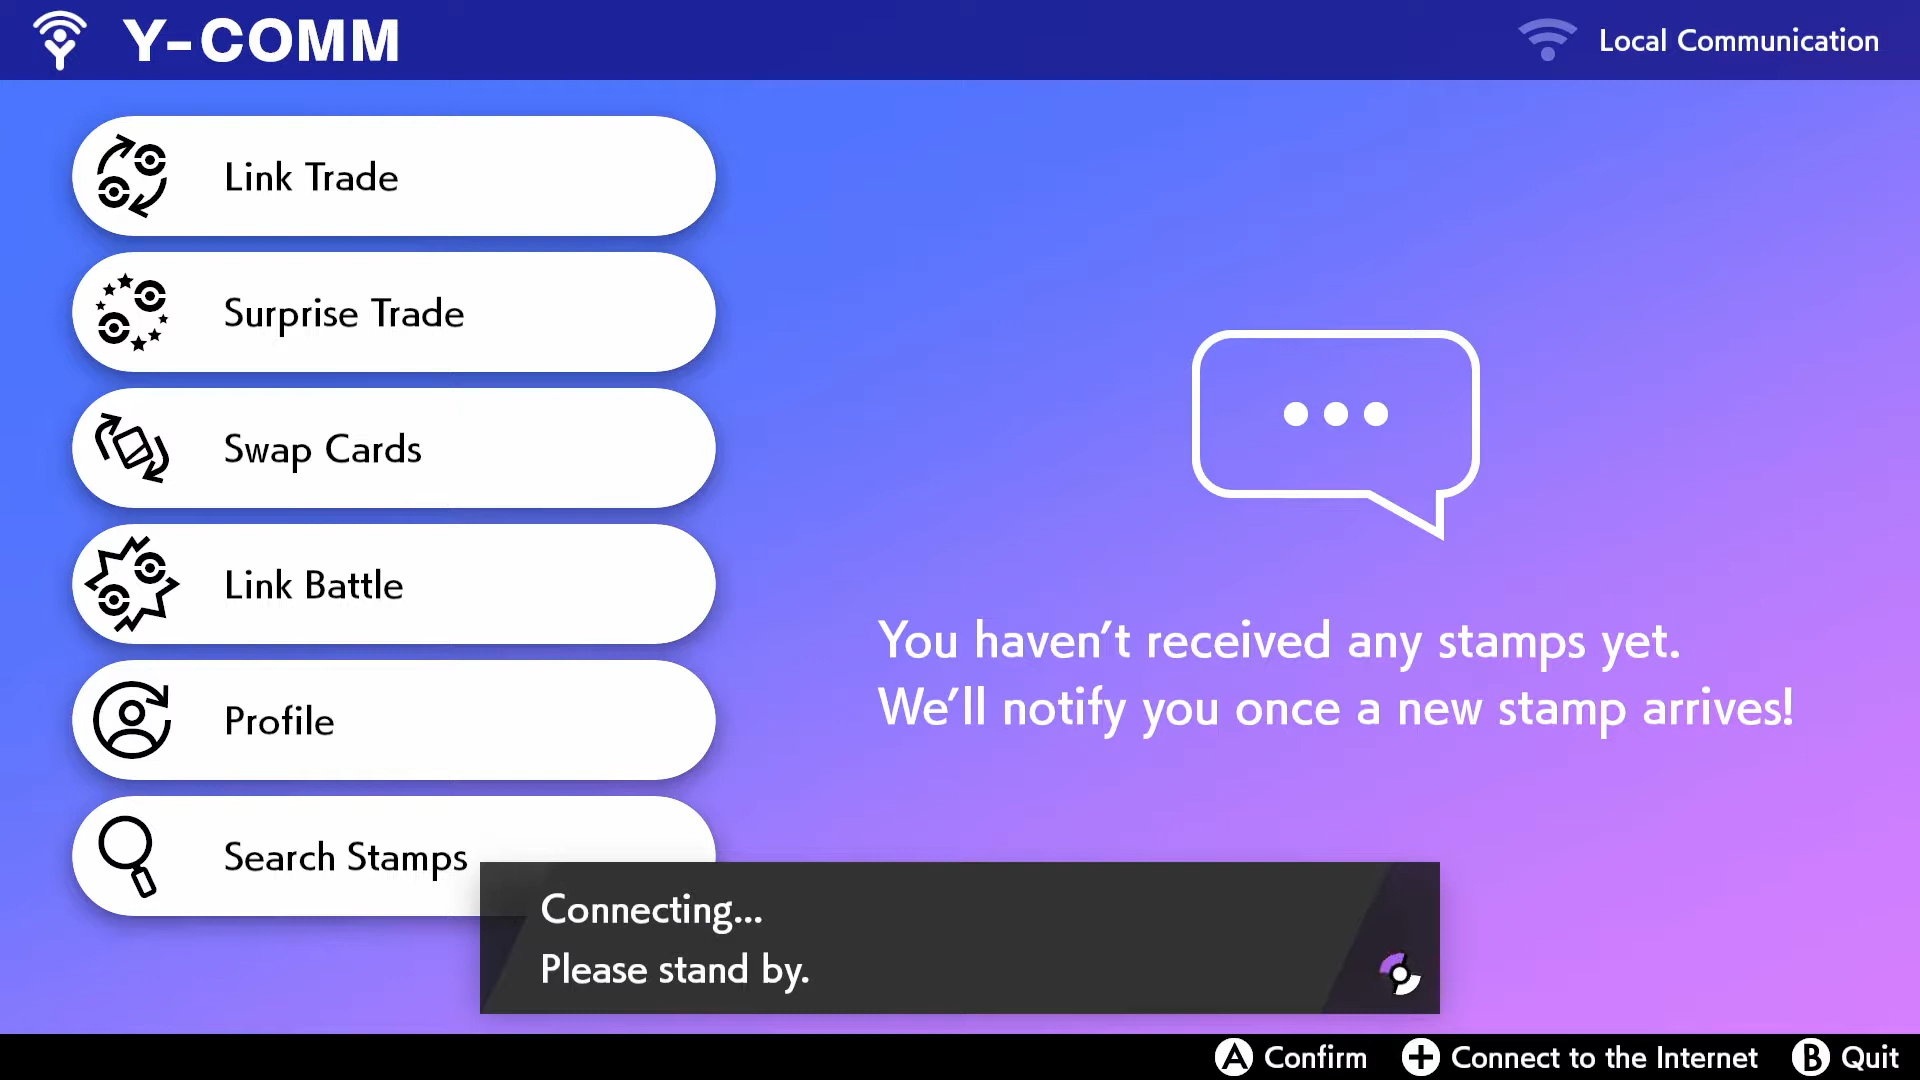 Y-COMM
Local Communication
Link Trade
Surprise Trade
Swap Cards
Link Battle
Profile
Search Stamps
You haven't received any stamps yet.
We'll notify you once a new stamp arrives!
Connecting...
Please stand by.
A Confirm + Connect to the Internet B Quit